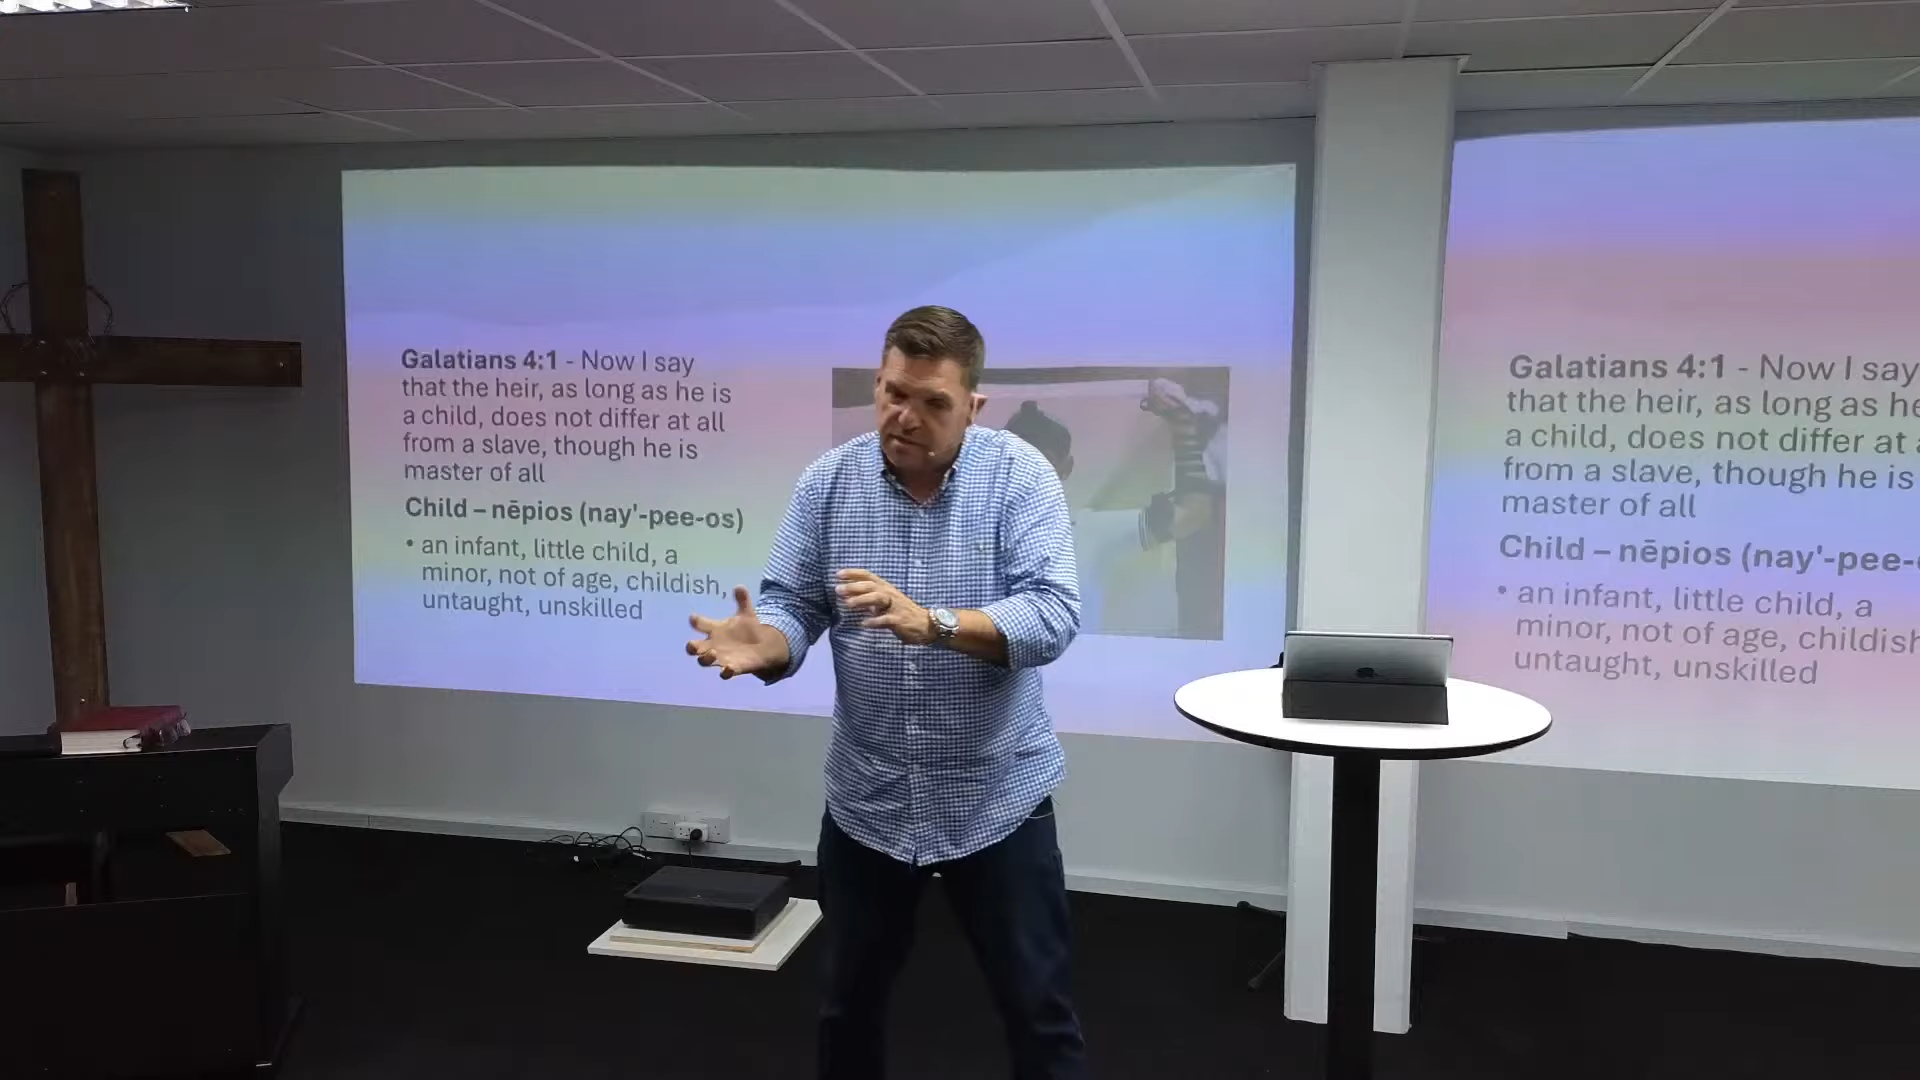 Galatians 4:1 - Now I say
that the heir, as long as he is
a child, does not differ at all
from a slave, though he is
master of all
Child – nēpios (nay'-pee-os)
• an infant, little child, a
minor, not of age, childish,
untaught, unskilled
Galatians 4:1 - Now I say
that the heir, as long as he
a child, does not differ at
from a slave, though he is
master of all
Child – nēpios (nay'-pee-
• an infant, little child, a
minor, not of age, childish
untaught, unskilled